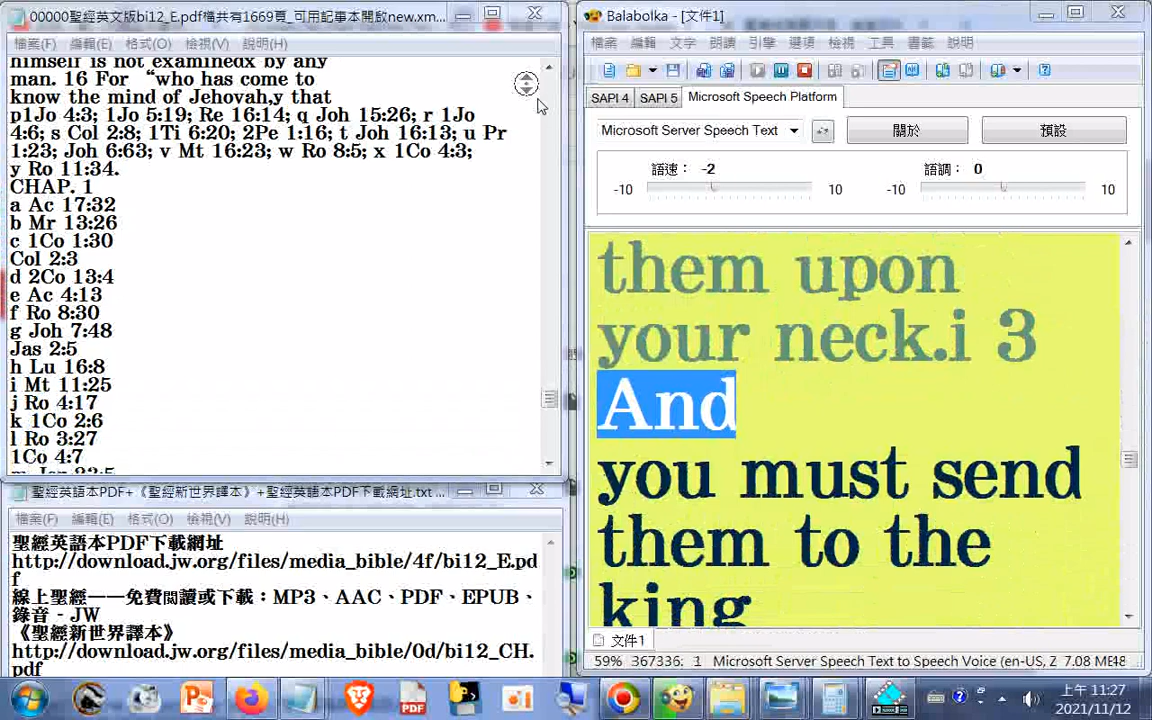 00000聖經英文版bi12_E.pdf檔共有1669頁_可用記事本開啟new.xm...
檔案(F) 編輯(E) 格式(O) 檢視(V) 說明(H)
himself is not examinedx by any
man. 16 For “who has come to
know the mind of Jehovah,y that
p1Jo 4:3; 1Jo 5:19; Re 16:14; q Joh 15:26; r 1Jo
4:6; s Col 2:8; 1Ti 6:20; 2Pe 1:16; t Joh 16:13; u Pr
1:23; Joh 6:63; v Mt 16:23; w Ro 8:5; x 1Co 4:3;
y Ro 11:34.
CHAP. 1
a Ac 17:32
b Mr 13:26
c 1Co 1:30
Col 2:3
d 2Co 13:4
e Ac 4:13
f Ro 8:30
g Joh 7:48
Jas 2:5
h Lu 16:8
i Mt 11:25
j Ro 4:17
k 1Co 2:6
l Ro 3:27
1Co 4:7
聖經英語本PDF+《聖經新世界譯本》+聖經英語本PDF下載網址.txt ...
檔案(F) 編輯(E) 格式(O) 檢視(V) 說明(H)
聖經英語本PDF下載網址
http://download.jw.org/files/media_bible/4f/bi12_E.pd
f
線上聖經——免費閱讀或下載：MP3、AAC、PDF、EPUB、
錄音 - JW
《聖經新世界譯本》
http://download.jw.org/files/media_bible/0d/bi12_CH.
pdf
Balabolka - [文件1]
檔案 編輯 文字 朗讀 引擎 選項 檢視 工具 書籤 說明
SAPI 4 SAPI 5 Microsoft Speech Platform
Microsoft Server Speech Text 關於 預設
語速： -2 語調： 0
-10 10 -10 10
them upon
your neck.i 3
And
you must send
them to the
king
文件1
59% 367336: 1 Microsoft Server Speech Text to Speech Voice (en-US, Z 7.08 ME48
上午 11:27
2021/11/12